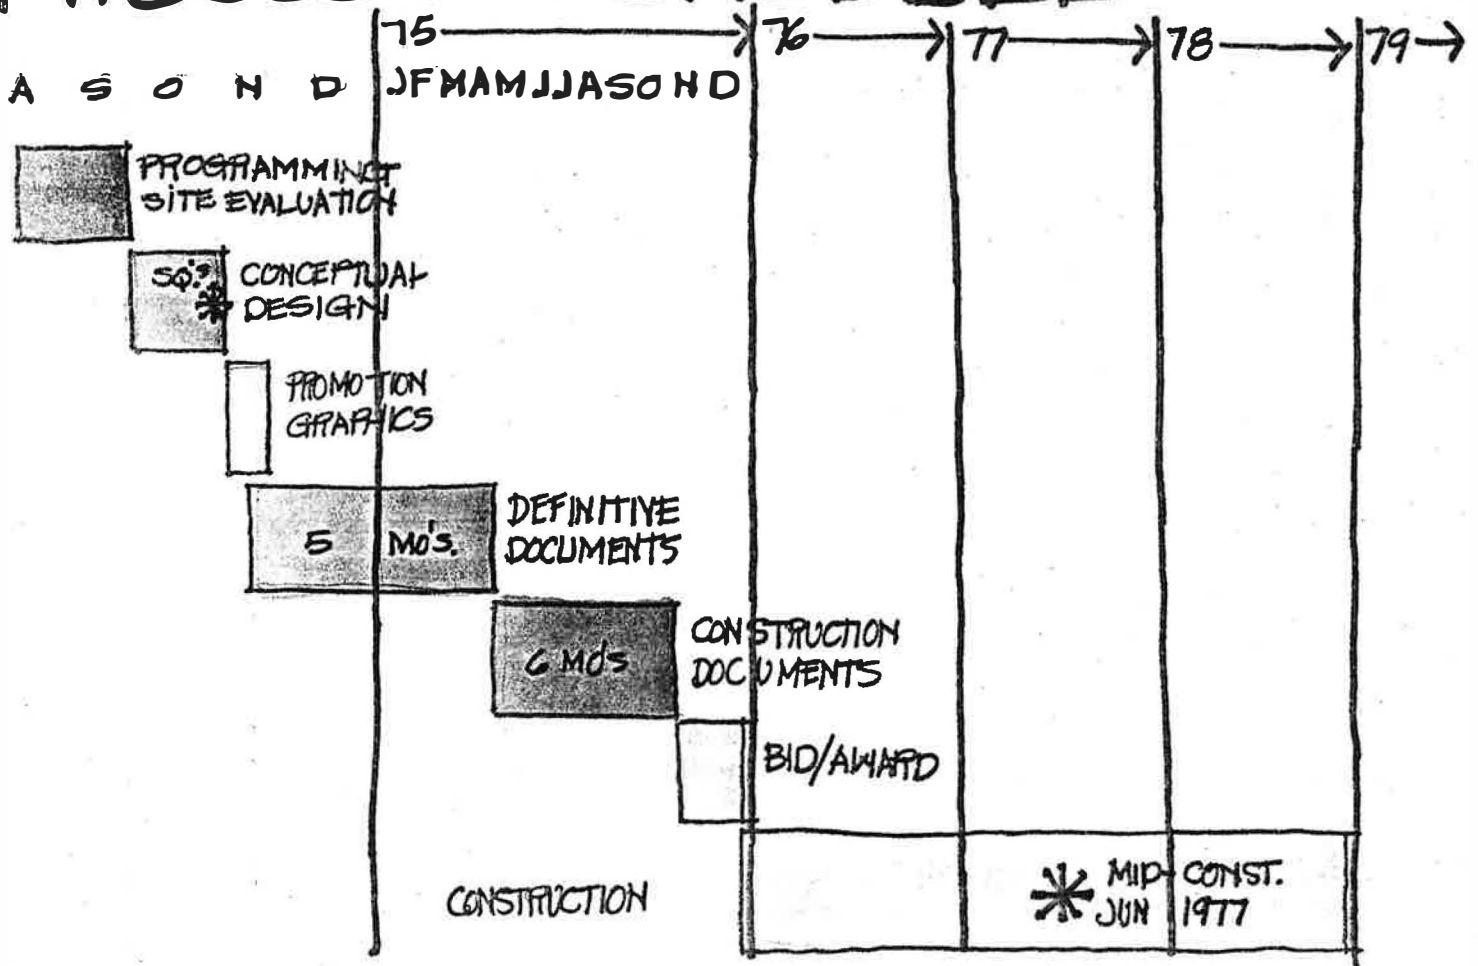 75 76 77 78 79
A S O N D JFMAMJJASOND
PROGRAMMING
SITE EVALUATION
SQ.'s
CONCEPTUAL
DESIGN
PROMOTION
GRAPHICS
5 MO'S.
DEFINITIVE
DOCUMENTS
6 MO'S
CONSTRUCTION
DOCUMENTS
BID/AWARD
CONSTRUCTION
MID-CONST.
JUN 1977